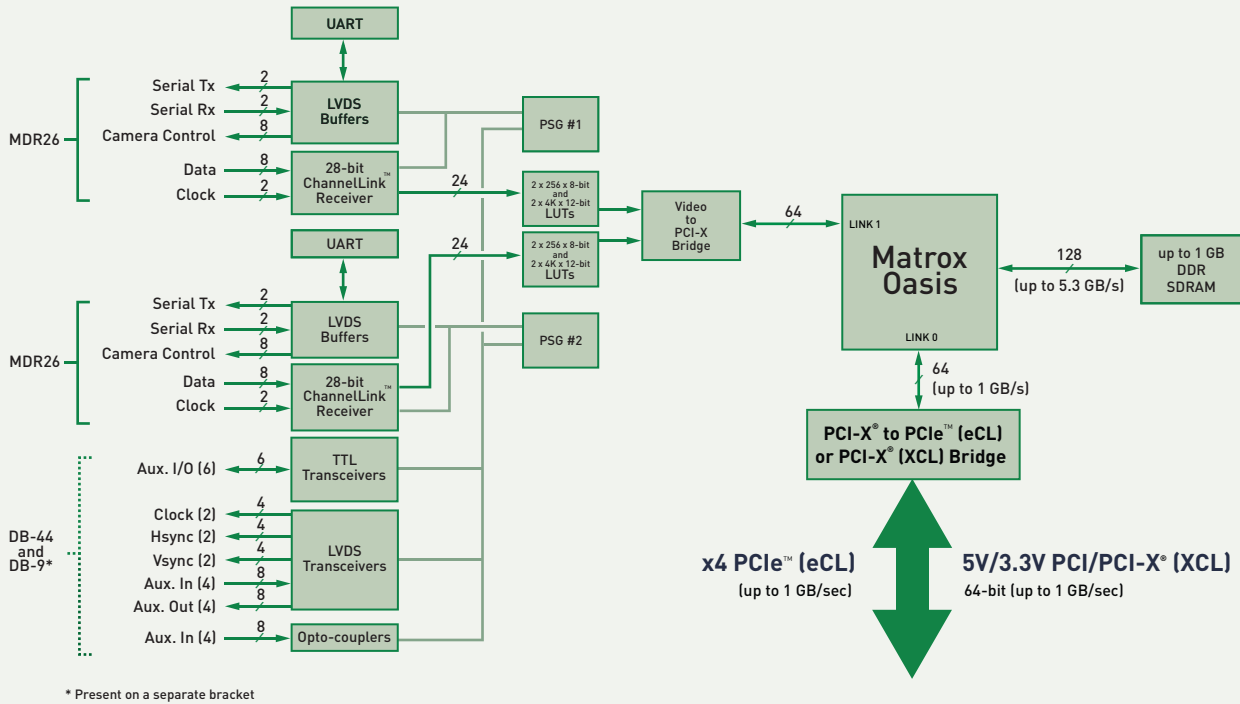 UART
MDR26
Serial Tx
2
Serial Rx
2
Camera Control
8
LVDS
Buffers
Data
8
Clock
2
28-bit
ChannelLink™
Receiver
24
PSG #1
2 x 256 x 8-bit
and
2 x 4K x 12-bit
LUTs
24
2 x 256 x 8-bit
and
2 x 4K x 12-bit
LUTs
Video
to
PCI-X
Bridge
64
LINK 1
Matrox
Oasis
LINK 0
128
(up to 5.3 GB/s)
up to 1 GB
DDR
SDRAM
UART
MDR26
Serial Tx
2
Serial Rx
2
Camera Control
8
LVDS
Buffers
Data
8
Clock
2
28-bit
ChannelLink™
Receiver
PSG #2
64
(up to 1 GB/s)
PCI-X® to PCIe™ (eCL)
or PCI-X® (XCL) Bridge
x4 PCIe™ (eCL)
(up to 1 GB/sec)
5V/3.3V PCI/PCI-X® (XCL)
64-bit (up to 1 GB/sec)
DB-44
and
DB-9*
Aux. I/O (6)
6
TTL
Transceivers
Clock (2)
4
Hsync (2)
4
Vsync (2)
4
Aux. In (4)
8
Aux. Out (4)
8
LVDS
Transceivers
Aux. In (4)
8
Opto-couplers
* Present on a separate bracket